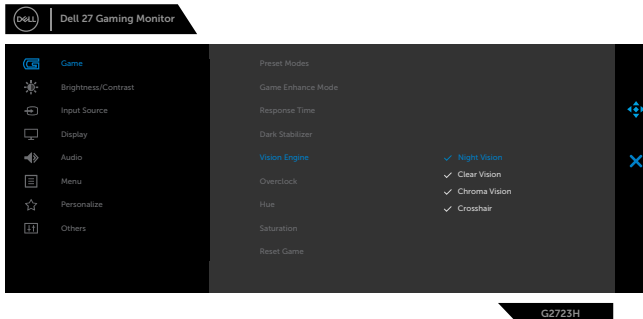 DELL
Dell 27 Gaming Monitor
Game
Brightness/Contrast
Input Source
Display
Audio
Menu
Personalize
Others
Preset Modes
Game Enhance Mode
Response Time
Dark Stabilizer
Vision Engine
Overclock
Hue
Saturation
Reset Game
Night Vision
Clear Vision
Chroma Vision
Crosshair
G2723H